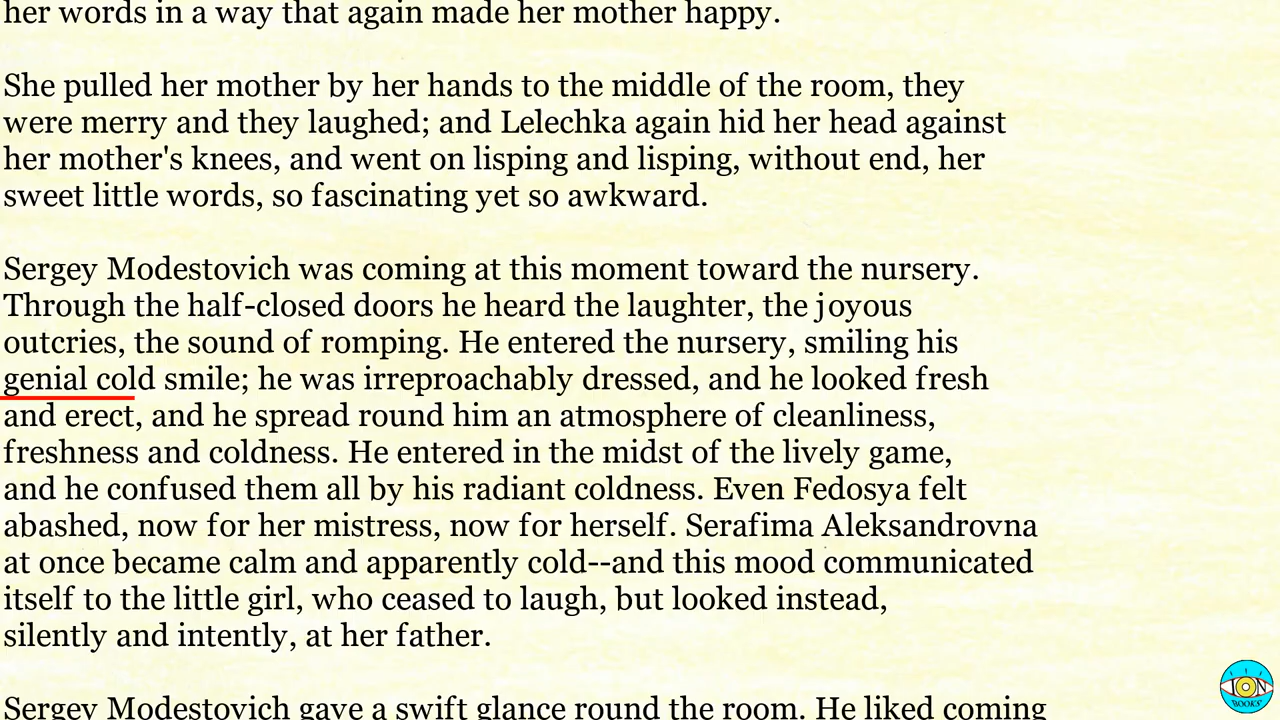 her words in a way that again made her mother happy.
She pulled her mother by her hands to the middle of the room, they
were merry and they laughed; and Lelechka again hid her head against
her mother's knees, and went on lisping and lisping, without end, her
sweet little words, so fascinating yet so awkward.
Sergey Modestovich was coming at this moment toward the nursery.
Through the half-closed doors he heard the laughter, the joyous
outcries, the sound of romping. He entered the nursery, smiling his
genial cold smile; he was irreproachably dressed, and he looked fresh
and erect, and he spread round him an atmosphere of cleanliness,
freshness and coldness. He entered in the midst of the lively game,
and he confused them all by his radiant coldness. Even Fedosya felt
abashed, now for her mistress, now for herself. Serafima Aleksandrovna
at once became calm and apparently cold--and this mood communicated
itself to the little girl, who ceased to laugh, but looked instead,
silently and intently, at her father.
Sergey Modestovich gave a swift glance round the room. He liked coming
ION
BOOKS